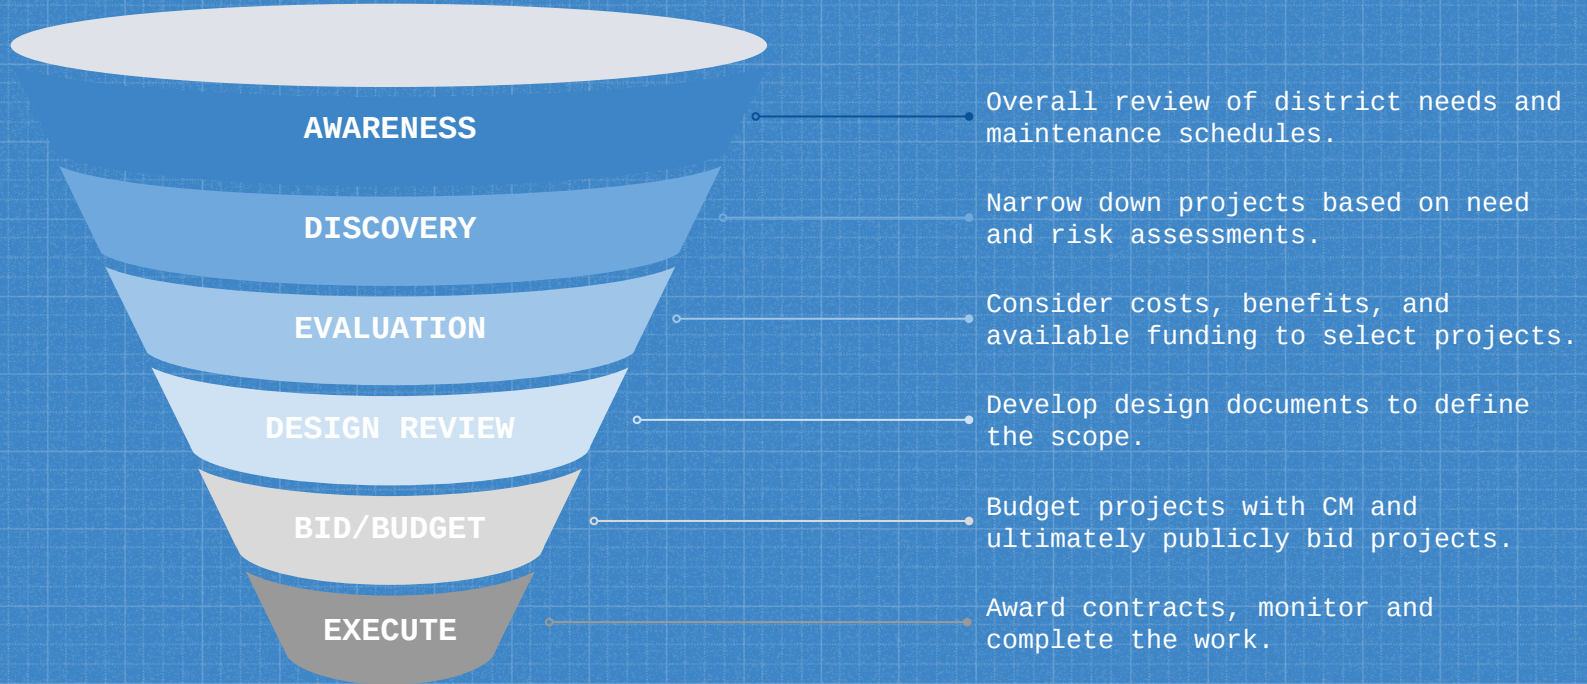 AWARENESS
Overall review of district needs and
maintenance schedules.
DISCOVERY
Narrow down projects based on need
and risk assessments.
EVALUATION
Consider costs, benefits, and
available funding to select projects.
DESIGN REVIEW
Develop design documents to define
the scope.
BID/BUDGET
Budget projects with CM and
ultimately publicly bid projects.
EXECUTE
Award contracts, monitor and
complete the work.